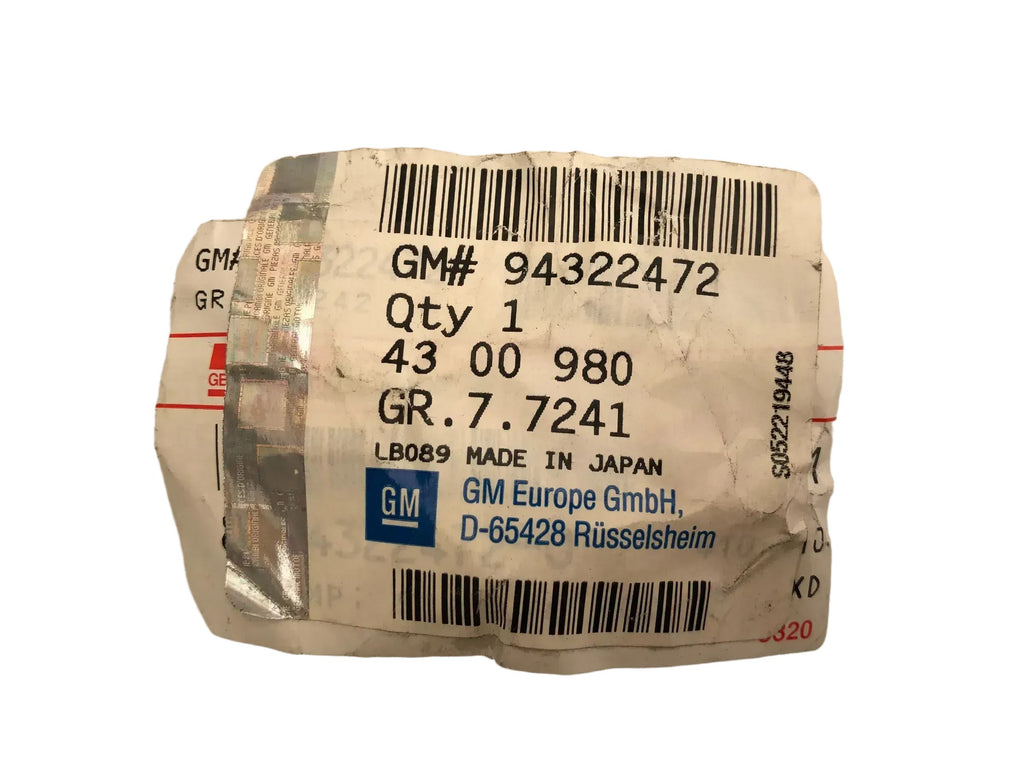 GM# 94322472
Qty 1
43 00 980
GR.7.7241
LB089 MADE IN JAPAN
GM
GM Europe GmbH,
D-65428 Rüsselsheim
S052219448
GM#
GR
KD